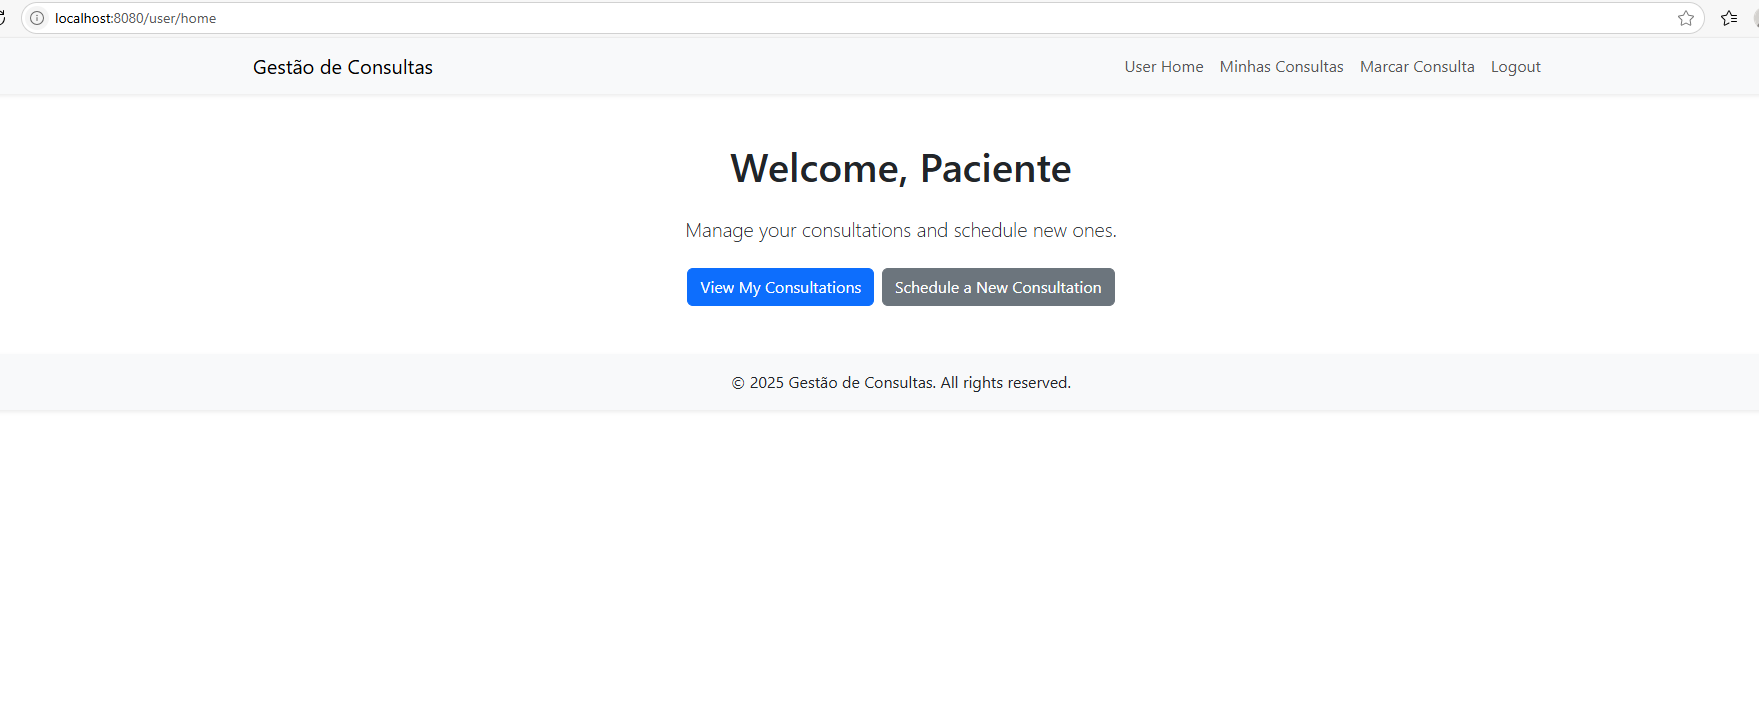 localhost:8080/user/home
Gestão de Consultas User Home Minhas Consultas Marcar Consulta Logout
Welcome, Paciente
Manage your consultations and schedule new ones.
View My Consultations Schedule a New Consultation
© 2025 Gestão de Consultas. All rights reserved.